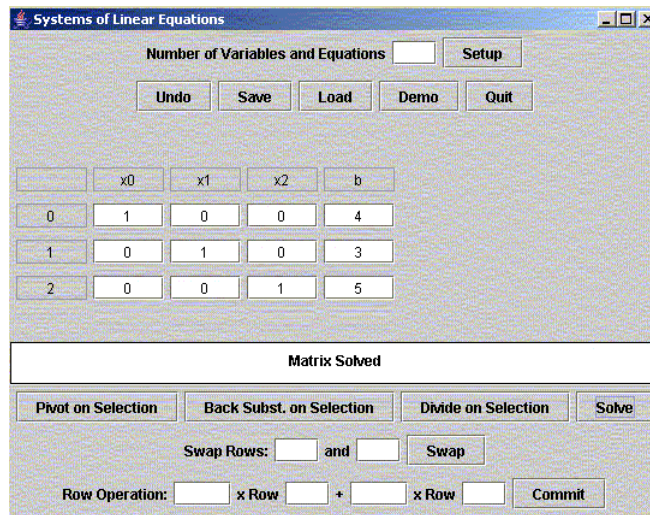 Systems of Linear Equations
Number of Variables and Equations Setup
Undo Save Load Demo Quit
x0 x1 x2 b
0 1 0 0 4
1 0 1 0 3
2 0 0 1 5
Matrix Solved
Pivot on Selection Back Subst. on Selection Divide on Selection Solve
Swap Rows: and Swap
Row Operation: x Row + x Row Commit